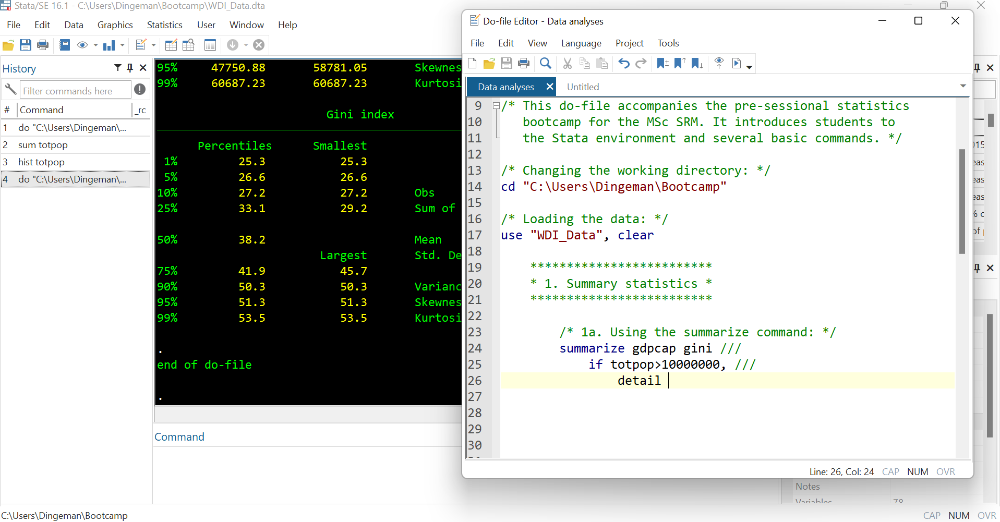 Stata/SE 16.1 - C:\Users\Dingeman\Bootcamp\WDI_Data.dta
File Edit Data Graphics Statistics User Window Help
History
Filter commands here
# Command _rc
1 do "C:\Users\Dingeman\...
2 sum totpop
3 hist totpop
4 do "C:\Users\Dingeman\...
95% 47750.88 58781.05 Skewnes
99% 60687.23 60687.23 Kurtosi
Gini index
Percentiles Smallest
1% 25.3 25.3
5% 26.6 26.6
10% 27.2 27.2 Obs
25% 33.1 29.2 Sum of
50% 38.2 Mean
Largest Std. De
75% 41.9 45.7
90% 50.3 50.3 Varianc
95% 51.3 51.3 Skewnes
99% 53.5 53.5 Kurtosi
.
end of do-file
.
Command
Do-file Editor - Data analyses
File Edit View Language Project Tools
Data analyses Untitled
9 /* This do-file accompanies the pre-sessional statistics
10 bootcamp for the MSc SRM. It introduces students to
11 the Stata environment and several basic commands. */
12
13 /* Changing the working directory: */
14 cd "C:\Users\Dingeman\Bootcamp"
15
16 /* Loading the data: */
17 use "WDI_Data", clear
18
19 *************************
20 * 1. Summary statistics *
21 *************************
22
23 /* 1a. Using the summarize command: */
24 summarize gdpcap gini ///
25 if totpop>10000000, ///
26 detail
27
28
29
30
Line: 26, Col: 24 CAP NUM OVR
15
eas
eas
eas
% c
of
Notes
Variables 78
C:\Users\Dingeman\Bootcamp
CAP NUM OVR